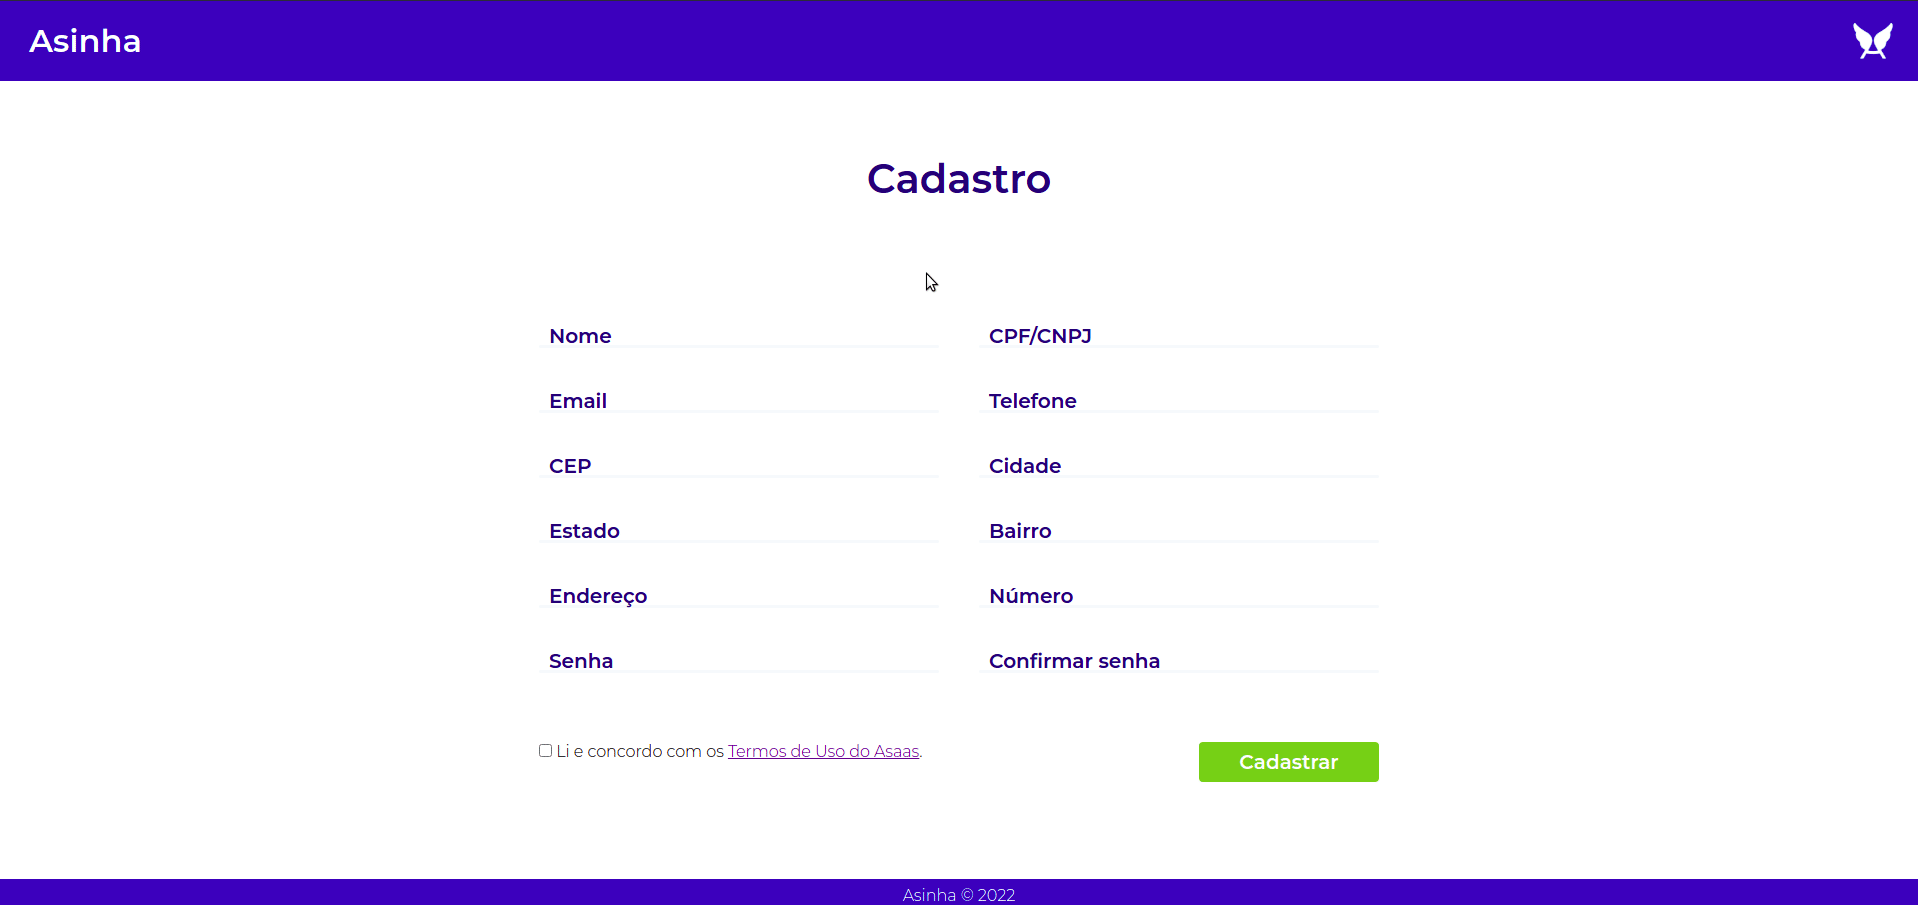 Asinha
Cadastro
Nome
CPF/CNPJ
Email
Telefone
CEP
Cidade
Estado
Bairro
Endereço
Número
Senha
Confirmar senha
Li e concordo com os Termos de Uso do Asaas.
Cadastrar
Asinha © 2022